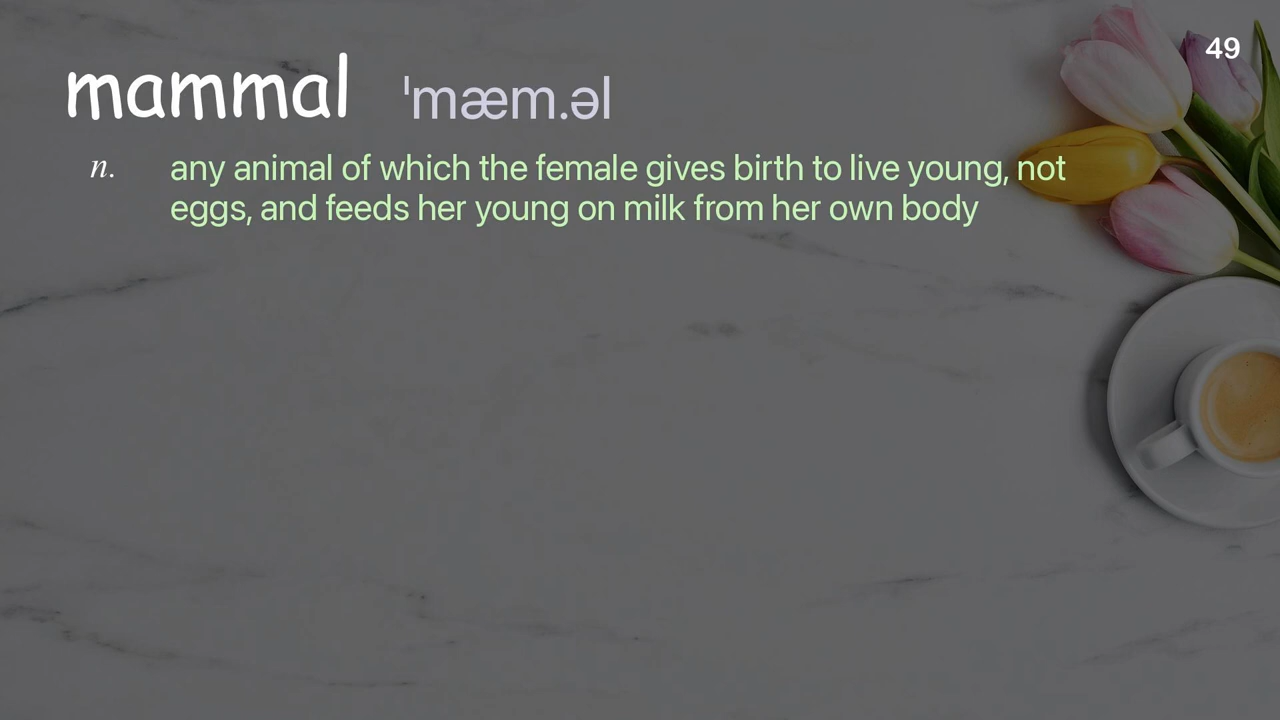 49
mammal ˈmæm.əl
n. any animal of which the female gives birth to live young, not
eggs, and feeds her young on milk from her own body